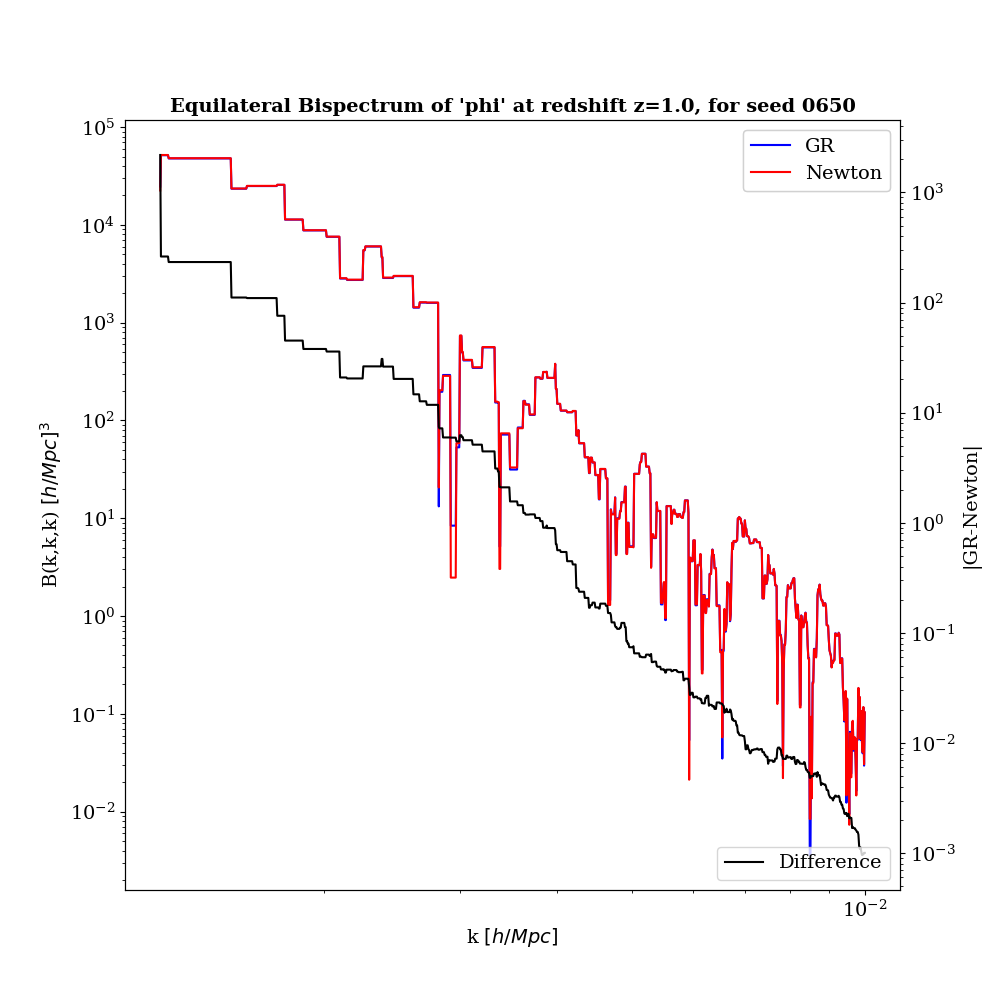 Equilateral Bispectrum of 'phi' at redshift z=1.0, for seed 0650
GR
Newton
10^5
10^4
10^3
10^2
10^1
10^0
10^-1
10^-2
B(k,k,k) [h/Mpc]^3
10^3
10^2
10^1
10^0
10^-1
10^-2
10^-3
|GR-Newton|
Difference
10^-2
k [h/Mpc]